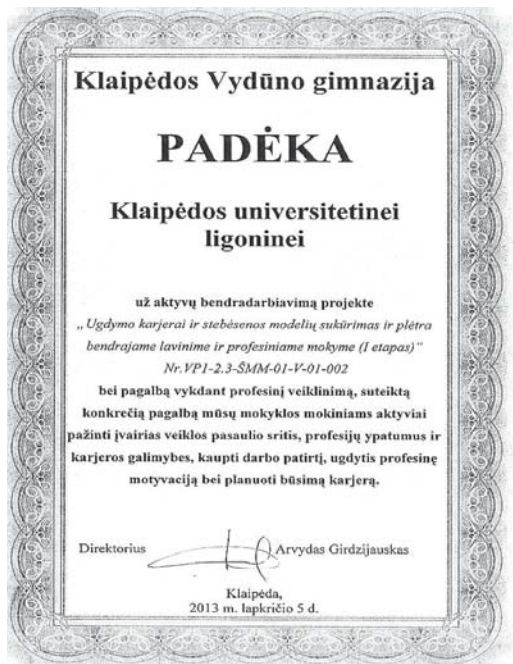 Klaipėdos Vydūno gimnazija
PADĖKA
Klaipėdos universitetinei
ligoninei
už aktyvų bendradarbiavimą projekte
„Ugdymo karjerai ir stebėsenos modelių sukūrimas ir plėtra
bendrajame lavinime ir profesiniame mokyme (I etapas)"
Nr.VP1-2.3-ŠMM-01-V-01-002
bei pagalbą vykdant profesinį veiklinimą, suteiktą
konkrečią pagalbą mūsų mokyklos mokiniams aktyviai
pažinti įvairias veiklos pasaulio sritis, profesijų ypatumus ir
karjeros galimybes, kaupti darbo patirtį, ugdytis profesinę
motyvaciją bei planuoti būsimą karjerą.
Direktorius Arvydas Girdzijauskas
Klaipėda,
2013 m. lapkričio 5 d.